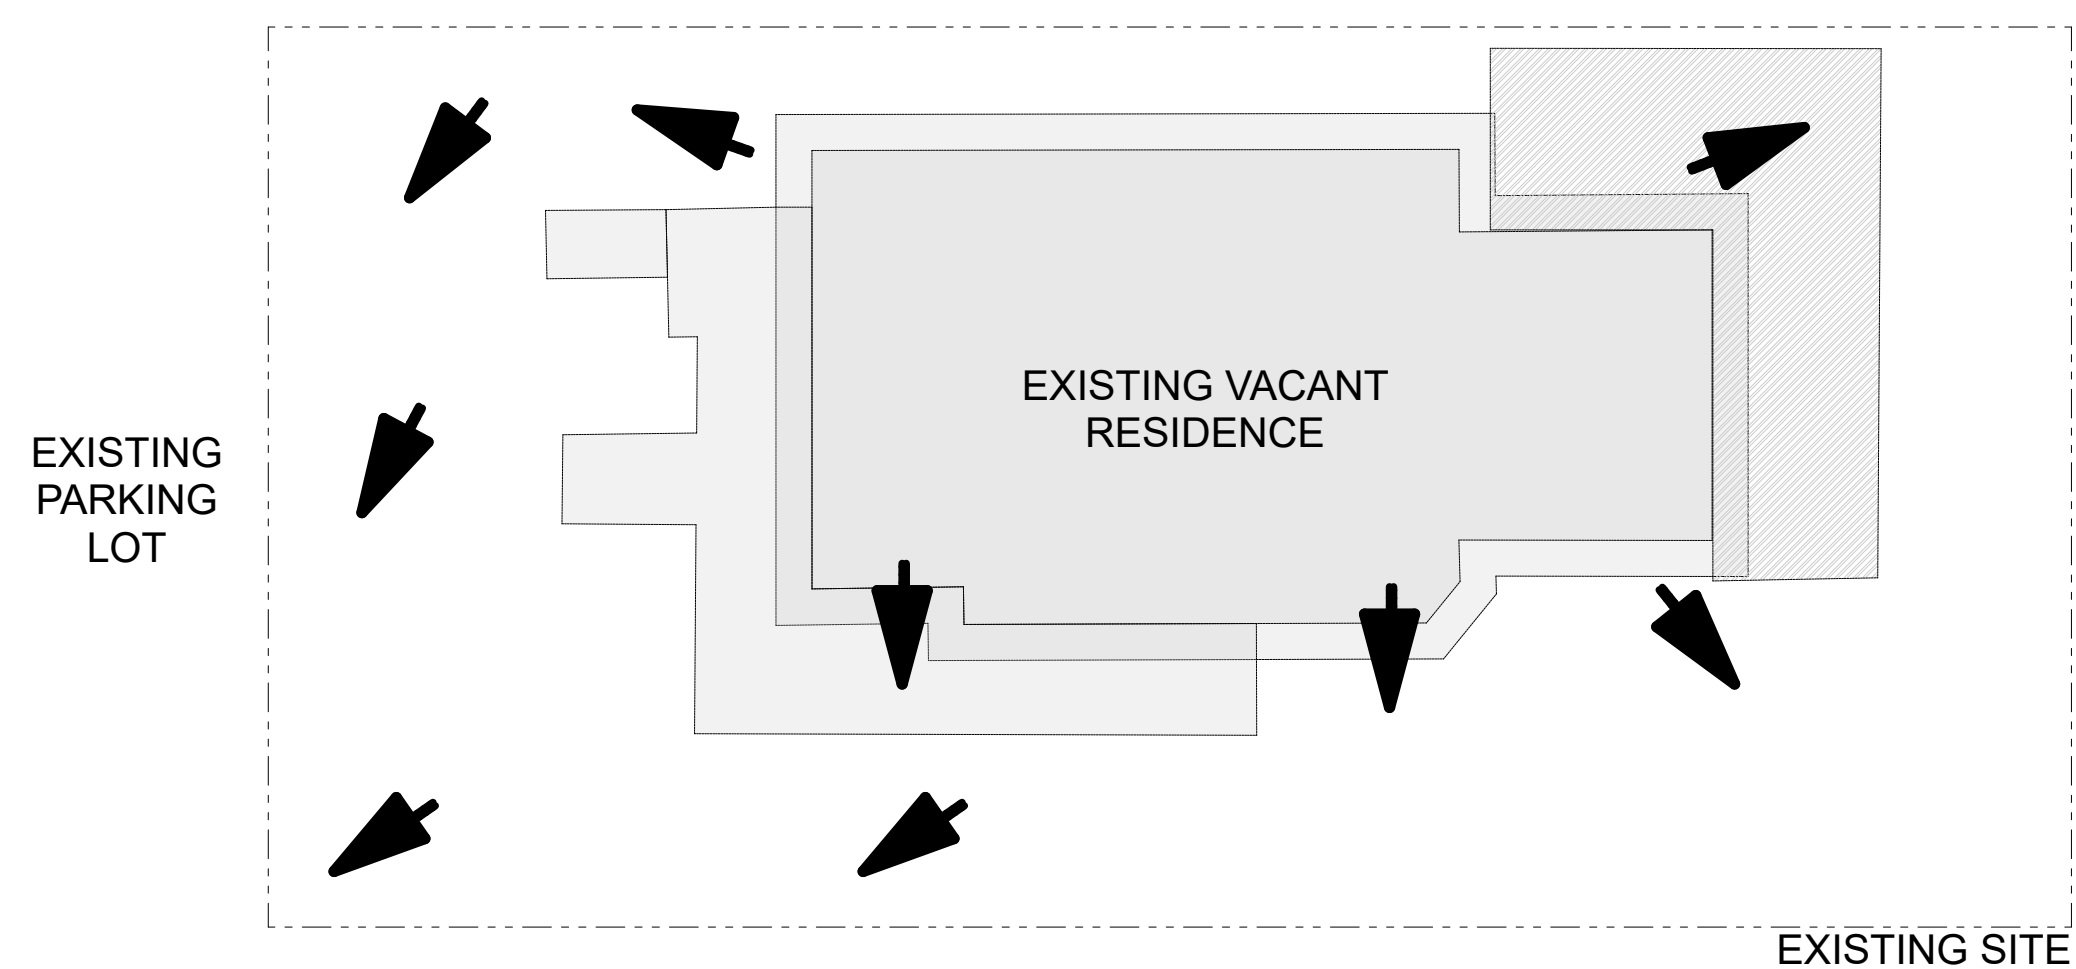 EXISTING VACANT
RESIDENCE
EXISTING
PARKING
LOT
EXISTING SITE